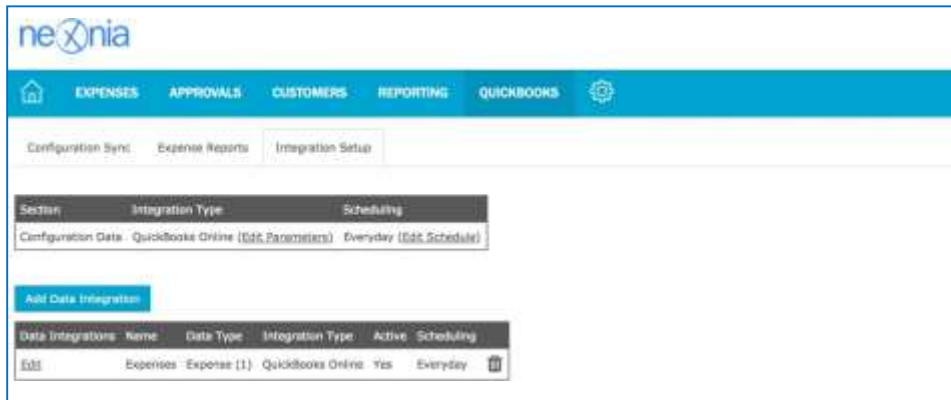 nexonia
EXPENSES APPROVALS CUSTOMERS REPORTING QUICKBOOKS
Configuration Sync Expense Reports Integration Setup
Section Integration Type Scheduling
Configuration Data QuickBooks Online (Edit Parameters) Everyday (Edit Schedule)
Add Data Integration
Data Integrations Name Data Type Integration Type Active Scheduling
Edit Expenses Expense (1) QuickBooks Online Yes Everyday